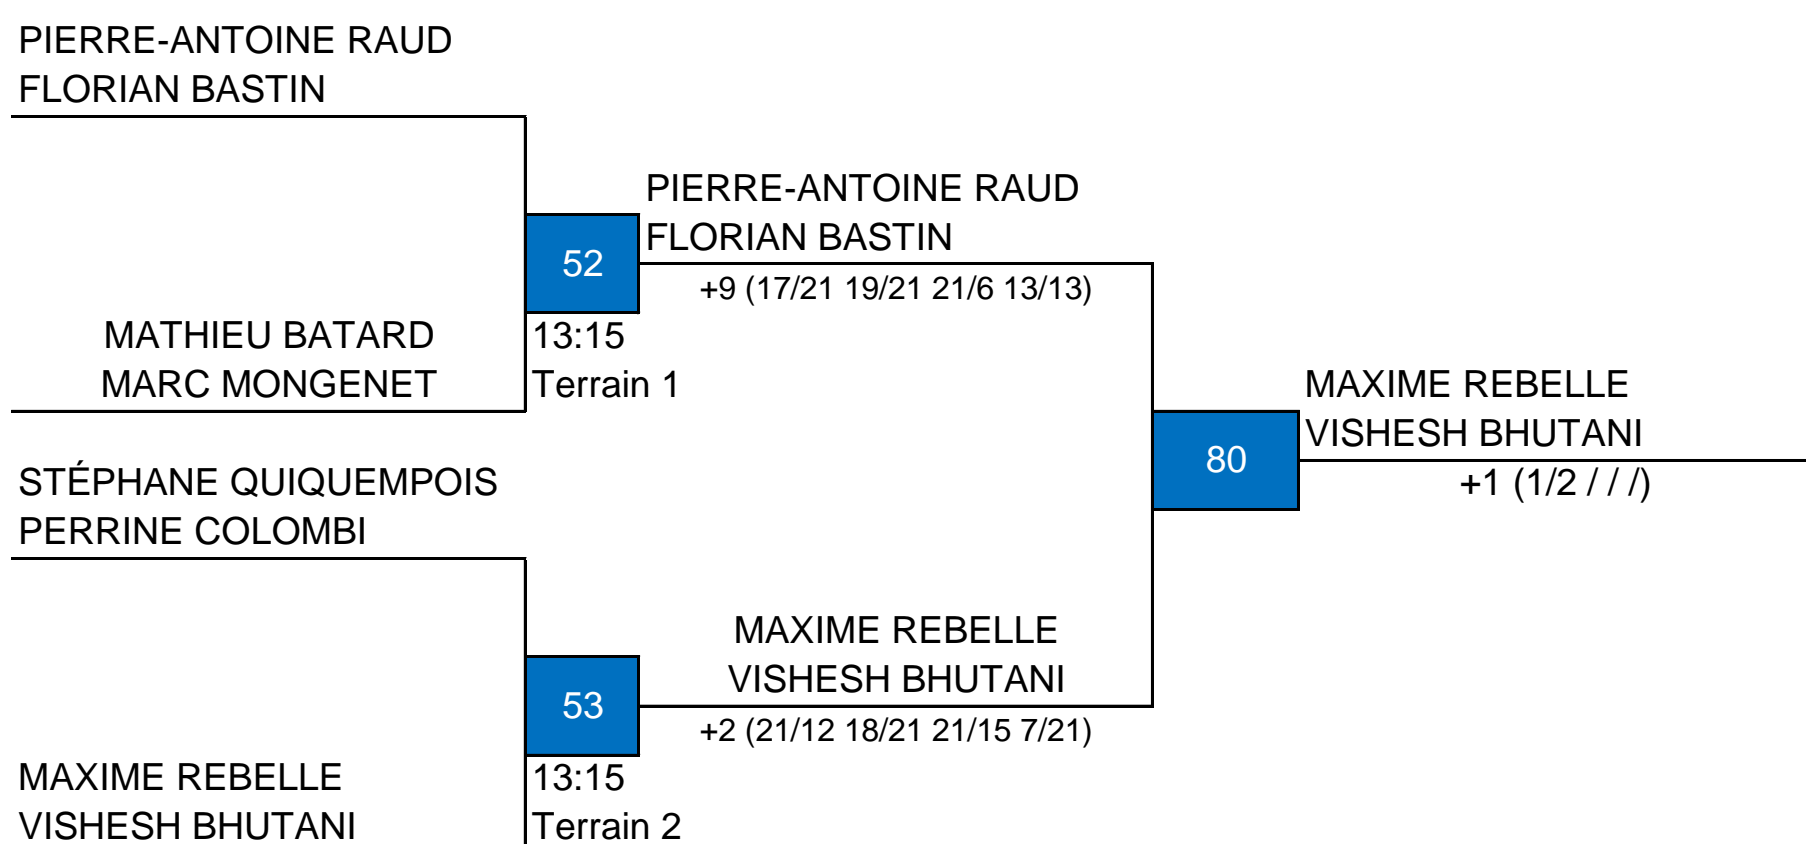 PIERRE-ANTOINE RAUD
FLORIAN BASTIN
PIERRE-ANTOINE RAUD
FLORIAN BASTIN
52
+9 (17/21 19/21 21/6 13/13)
MATHIEU BATARD
MARC MONGENET
13:15
Terrain 1
MAXIME REBELLE
VISHESH BHUTANI
80
+1 (1/2 / / /)
STÉPHANE QUIQUEMPOIS
PERRINE COLOMBI
MAXIME REBELLE
VISHESH BHUTANI
53
+2 (21/12 18/21 21/15 7/21)
MAXIME REBELLE
VISHESH BHUTANI
13:15
Terrain 2